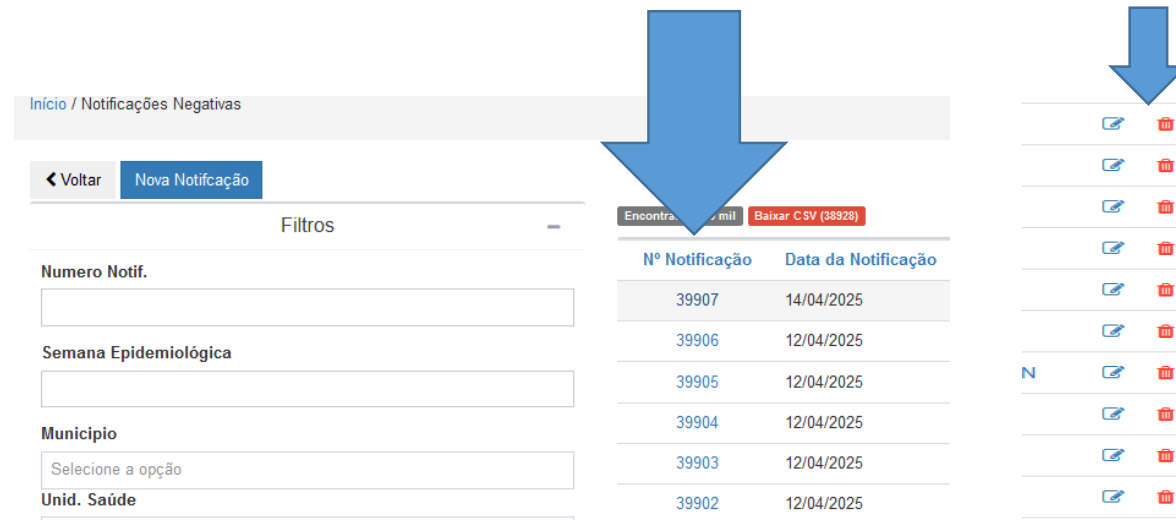 Início / Notificações Negativas
Voltar
Nova Notifcação
Filtros
Numero Notif.
Semana Epidemiológica
Municipio
Selecione a opção
Unid. Saúde
mil
Baixar CSV (38928)
Nº Notificação Data da Notificação
39907 14/04/2025
39906 12/04/2025
39905 12/04/2025
39904 12/04/2025
39903 12/04/2025
39902 12/04/2025
N